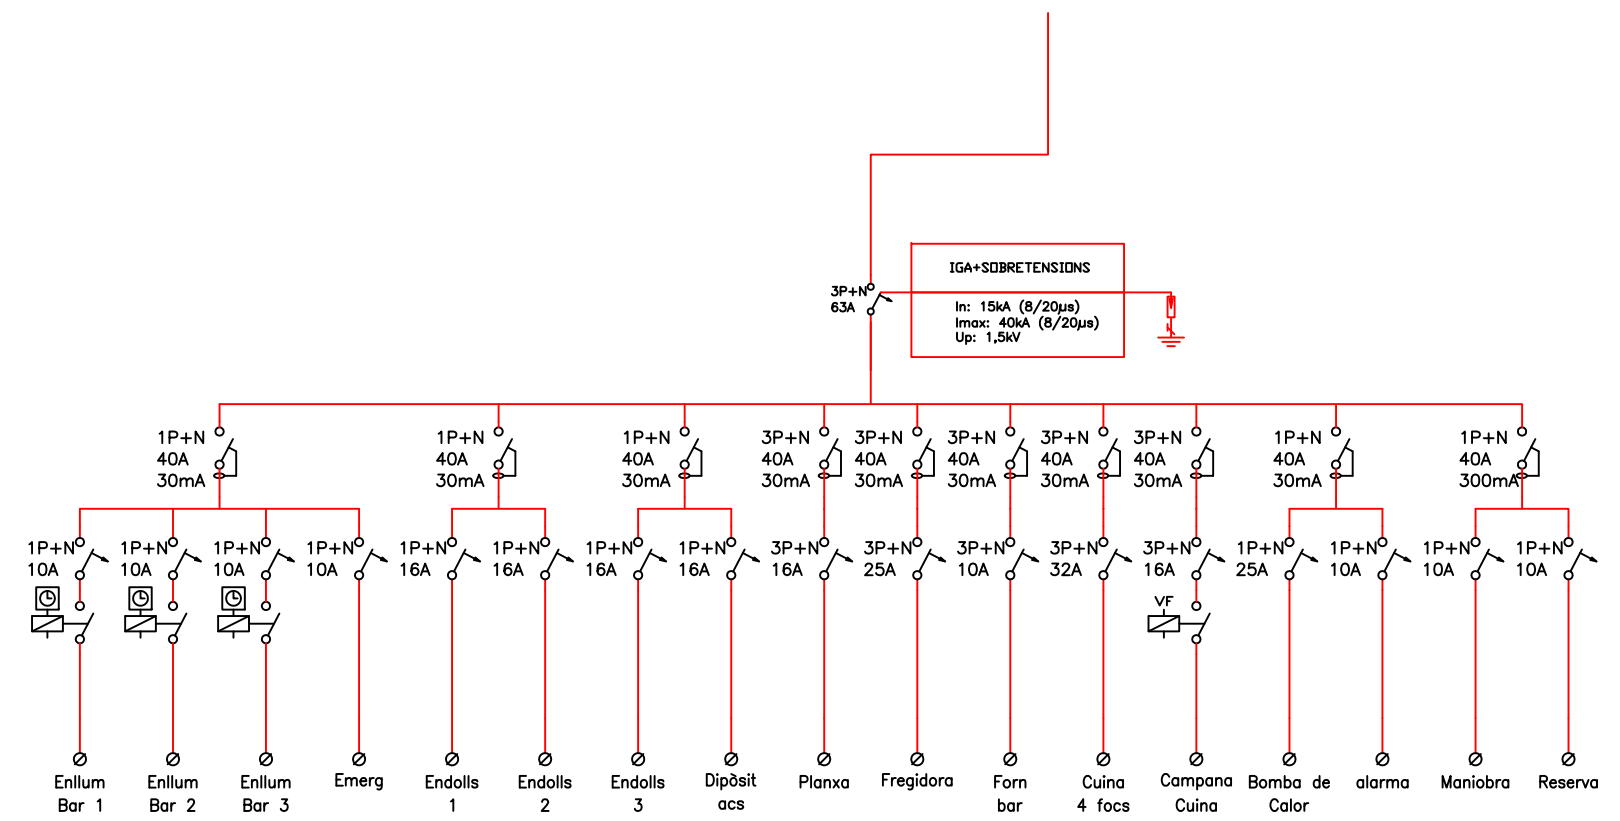 IGA+SOBRETENSIONS
3P+N
63A
In: 15kA (8/20µs)
Imax: 40kA (8/20µs)
Up: 1,5kV
1P+N
40A
30mA
1P+N
40A
30mA
1P+N
40A
30mA
3P+N
40A
30mA
3P+N
40A
30mA
3P+N
40A
30mA
3P+N
40A
30mA
3P+N
40A
30mA
1P+N
40A
30mA
1P+N
40A
300mA
1P+N
10A
1P+N
10A
1P+N
10A
1P+N
10A
1P+N
16A
1P+N
16A
1P+N
16A
1P+N
16A
3P+N
16A
3P+N
25A
3P+N
10A
3P+N
32A
3P+N
16A
1P+N
25A
1P+N
10A
1P+N
10A
1P+N
10A
VF
Enllum
Bar 1
Enllum
Bar 2
Enllum
Bar 3
Emerg
Endolls
1
Endolls
2
Endolls
3
Dipòsit
acs
Planxa
Fregidora
Forn
bar
Cuina
4 focs
Campana
Cuina
Bomba de
Calor
alarma
Maniobra
Reserva